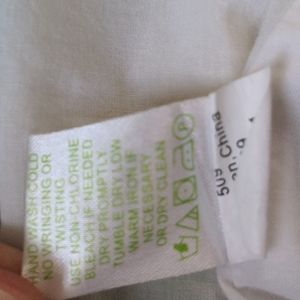 HAND WASH COLD
NO WRINGING OR
TWISTING
USE NON-CHLORINE
BLEACH IF NEEDED
DRY PROMPTLY
TUMBLE DRY LOW
WARM IRON IF
NECESSARY
OR DRY CLEAN
China